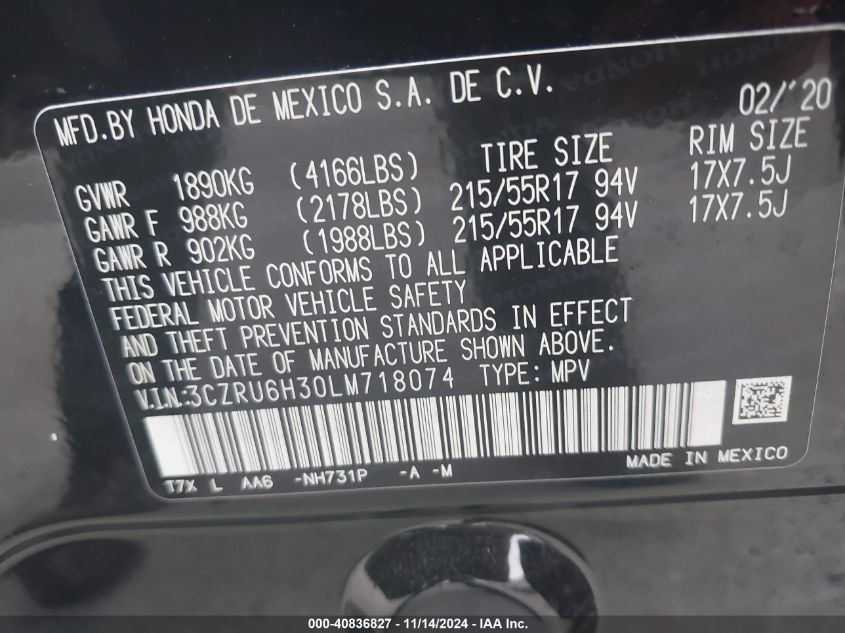 MFD.BY HONDA DE MEXICO S.A. DE C.V. 02/'20
TIRE SIZE RIM SIZE
GVWR 1890KG (4166LBS)
GAWR F 988KG (2178LBS) 215/55R17 94V 17X7.5J
GAWR R 902KG (1988LBS) 215/55R17 94V 17X7.5J
THIS VEHICLE CONFORMS TO ALL APPLICABLE
FEDERAL MOTOR VEHICLE SAFETY
AND THEFT PREVENTION STANDARDS IN EFFECT
ON THE DATE OF MANUFACTURE SHOWN ABOVE.
V.I.N:3CZRU6H30LM718074 TYPE: MPV
T7X L AA6 -NH731P -A -M MADE IN MEXICO
000-40836827 - 11/14/2024 - IAA Inc.